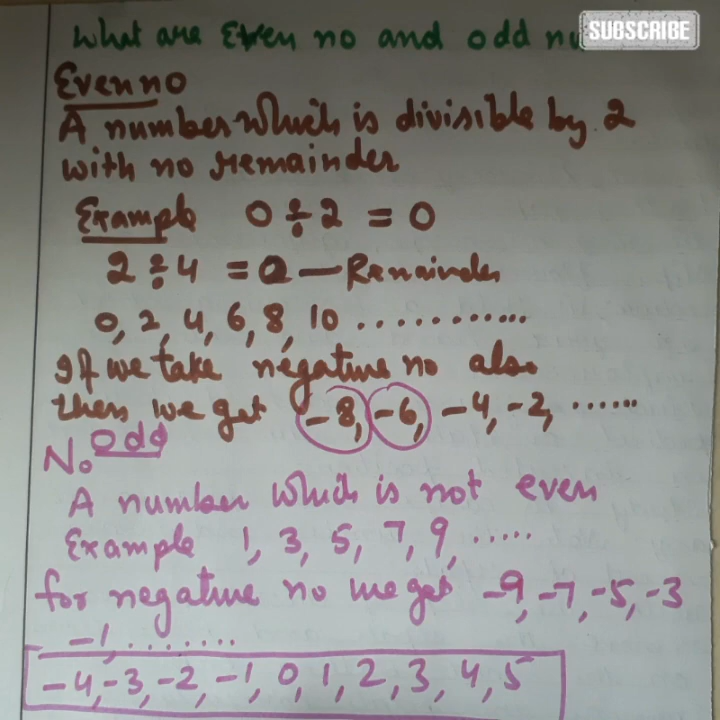 What are Even no and odd nu
SUBSCRIBE
Even no
A number which is divisible by 2
with no remainder
Example 0 ÷ 2 = 0
2 ÷ 4 = 0 — Remainder
0, 2, 4, 6, 8, 10 ...........
If we take negative no also
then we get -8, -6, -4, -2, ......
No Odd
A number which is not even
Example 1, 3, 5, 7, 9, .....
for negative no we get -9, -7, -5, -3
-1, .......
-4, -3, -2, -1, 0, 1, 2, 3, 4, 5